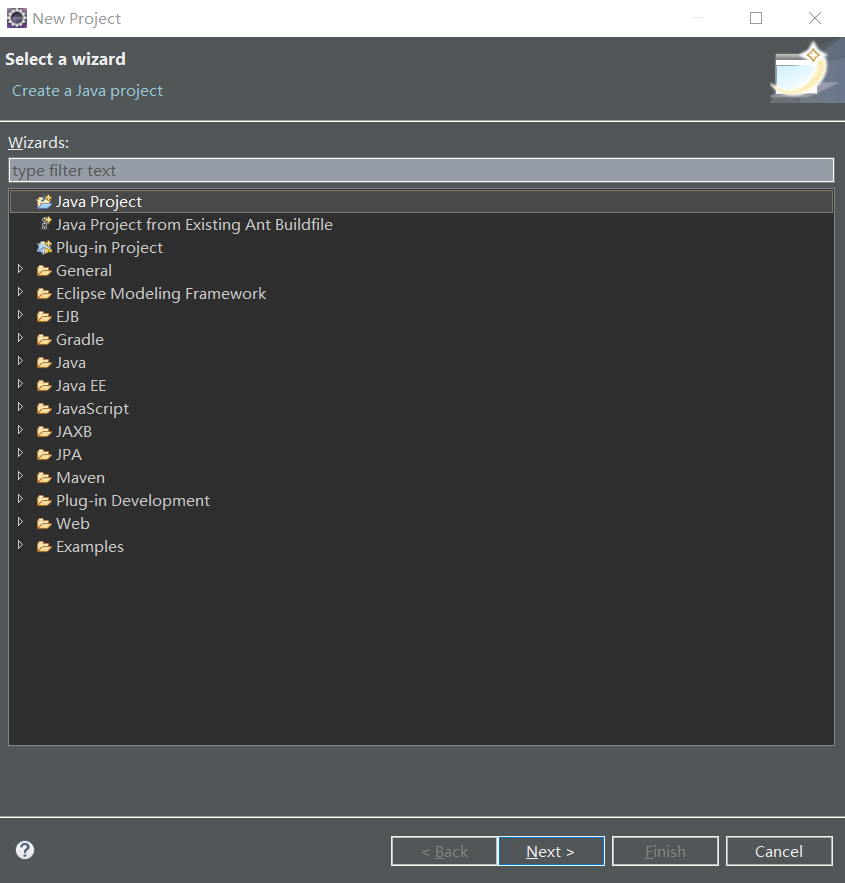 New Project
Select a wizard
Create a Java project
Wizards:
type filter text
Java Project
Java Project from Existing Ant Buildfile
Plug-in Project
General
Eclipse Modeling Framework
EJB
Gradle
Java
Java EE
JavaScript
JAXB
JPA
Maven
Plug-in Development
Web
Examples
?
< Back Next > Finish Cancel